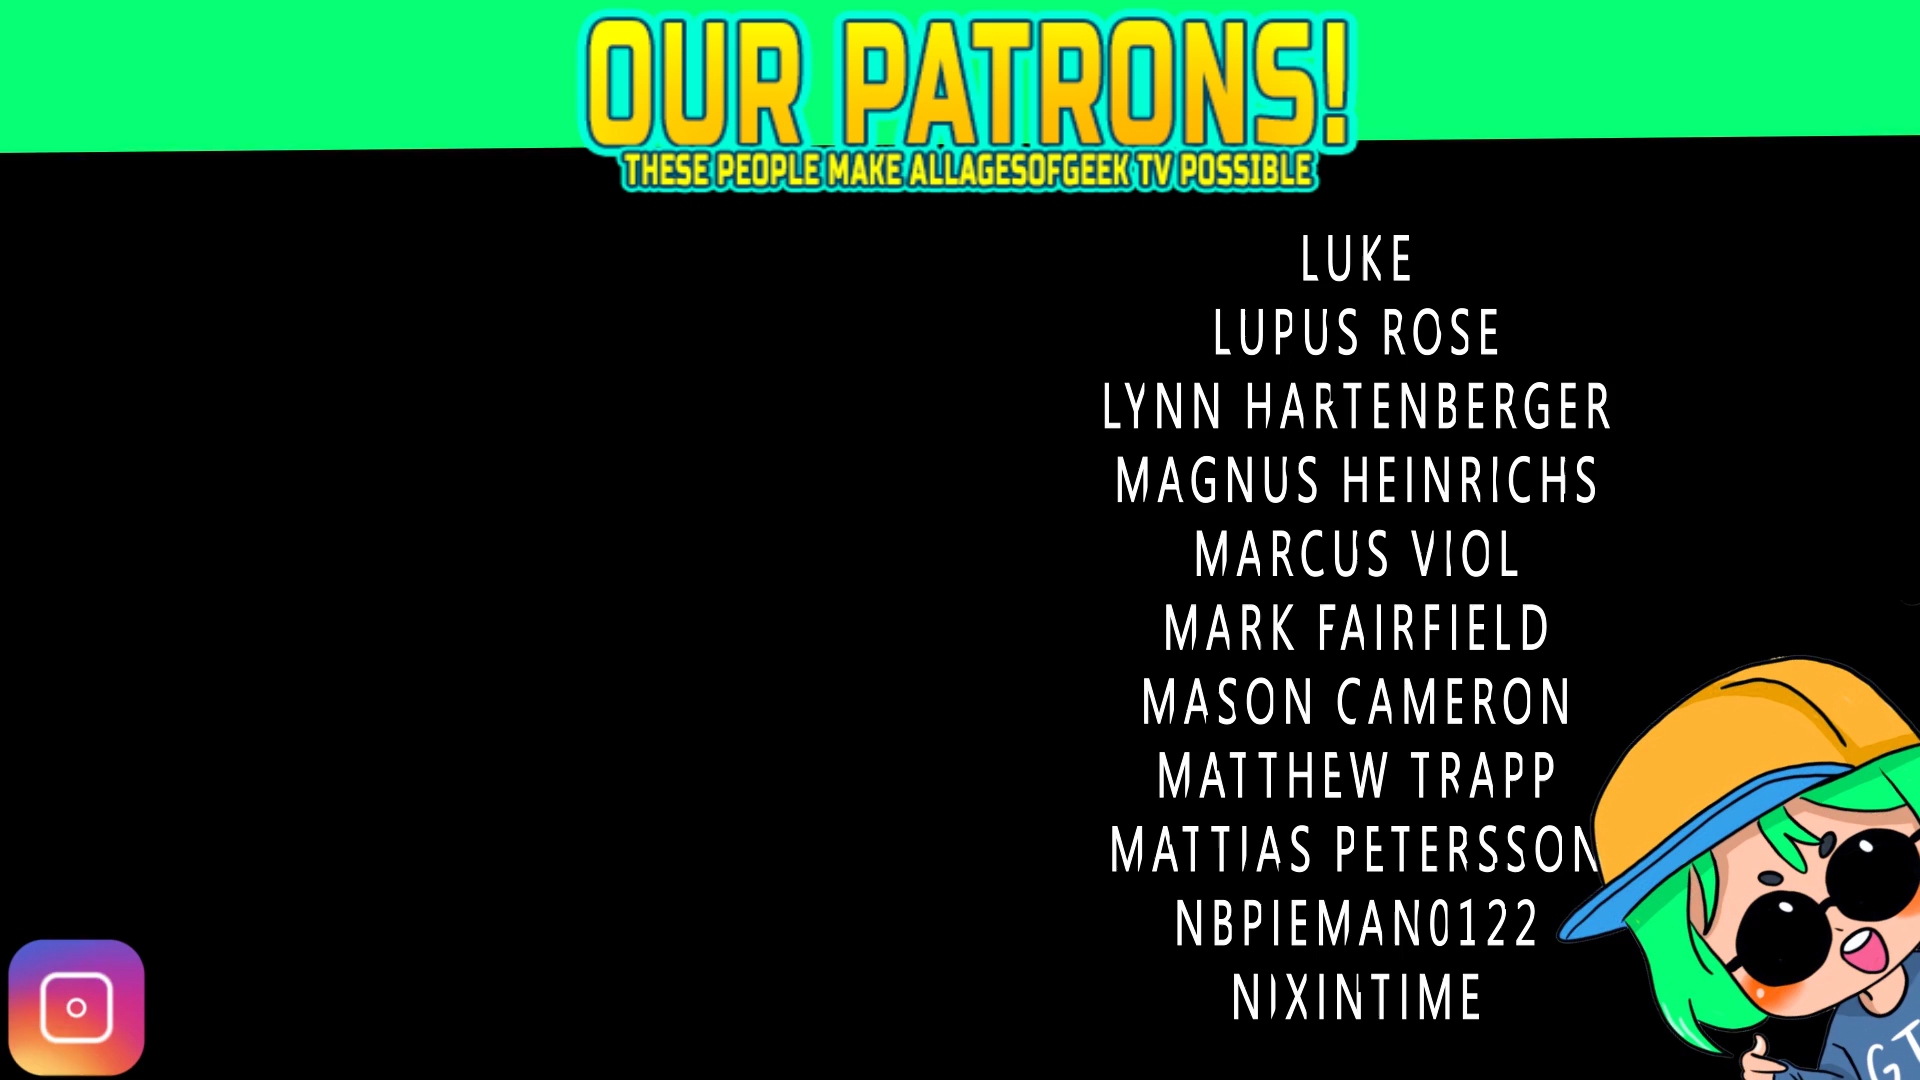 OUR PATRONS!
THESE PEOPLE MAKE ALLAGESOFGEEK TV POSSIBLE
LUKE
LUPUS ROSE
LYNN HARTENBERGER
MAGNUS HEINRICHS
MARCUS VIOL
MARK FAIRFIELD
MASON CAMERON
MATTHEW TRAPP
MATTIAS PETERSSON
NBPIEMAN0122
NIXINTIME
GT